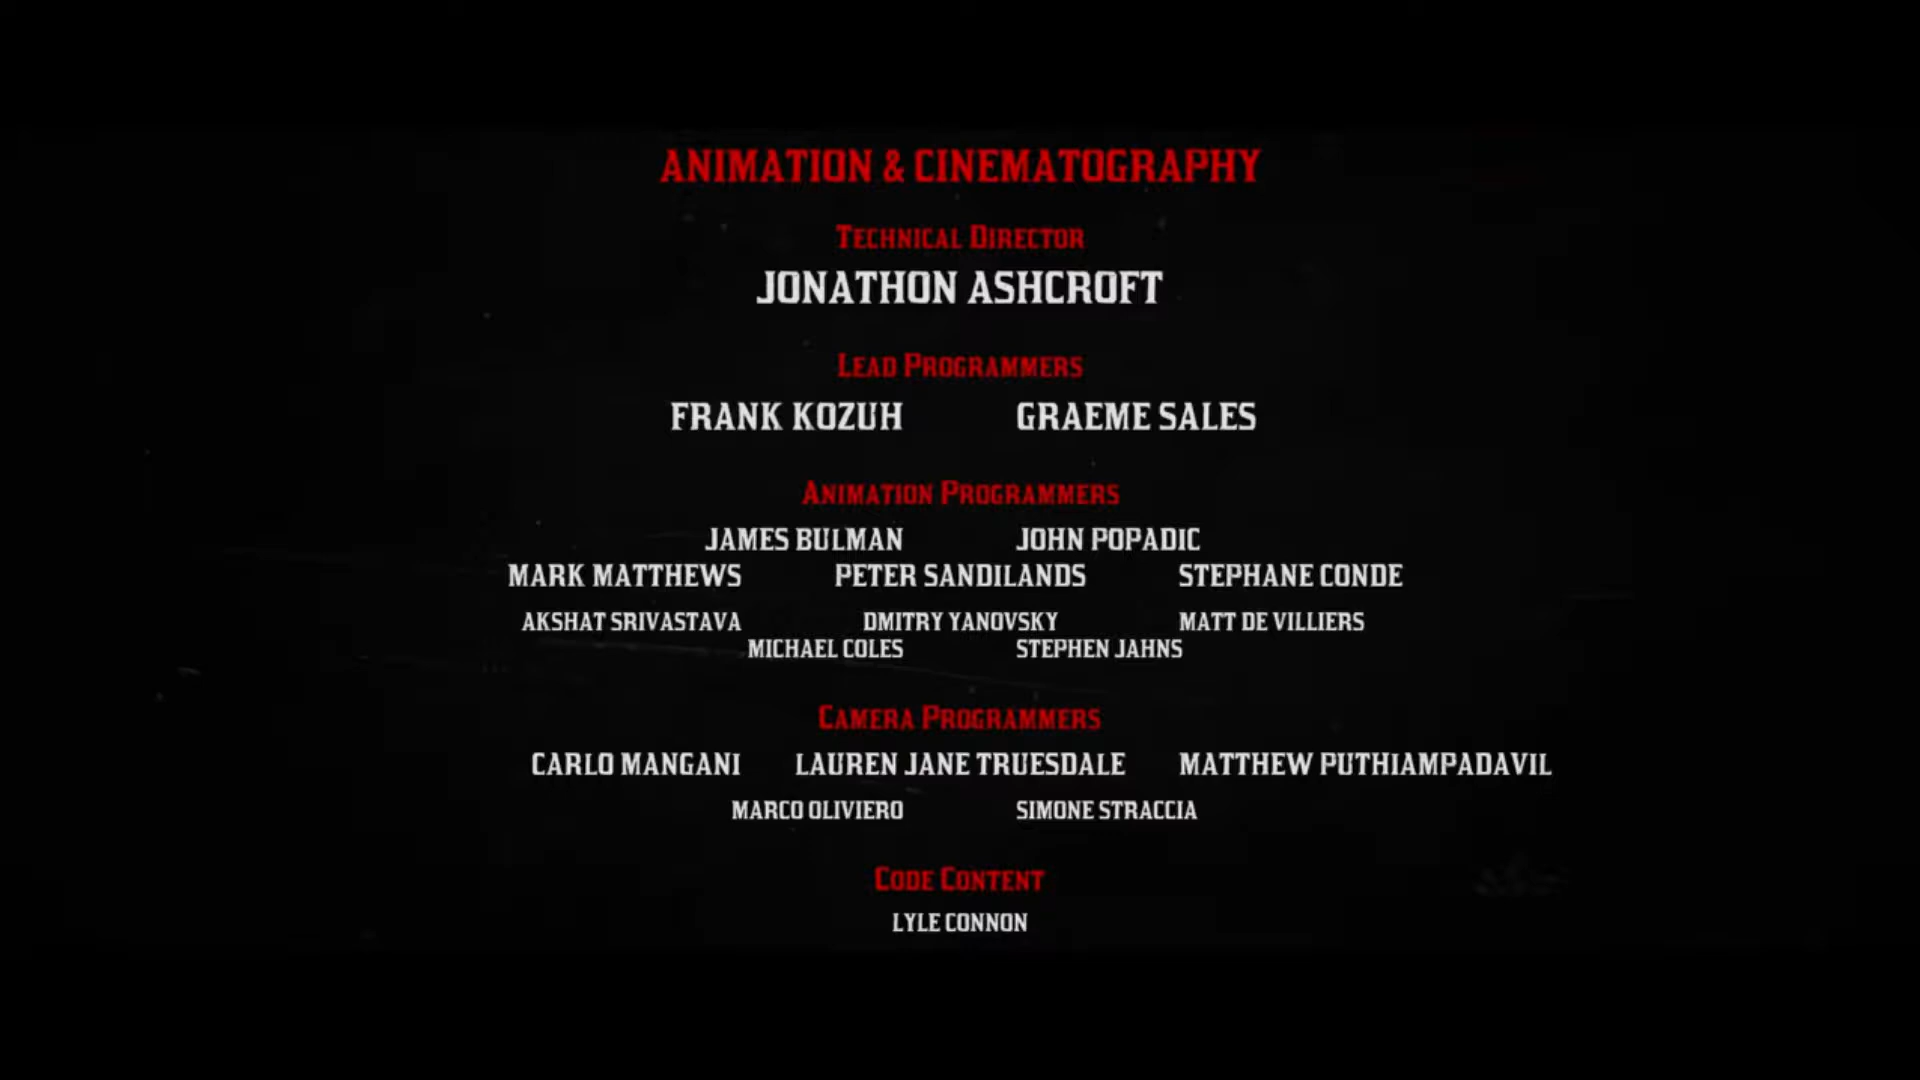 ANIMATION & CINEMATOGRAPHY
TECHNICAL DIRECTOR
JONATHON ASHCROFT
LEAD PROGRAMMERS
FRANK KOZUH GRAEME SALES
ANIMATION PROGRAMMERS
JAMES BULMAN JOHN POPADIC
MARK MATTHEWS PETER SANDILANDS STEPHANE CONDE
AKSHAT SRIVASTAVA DMITRY YANOVSKY MATT DE VILLIERS
MICHAEL COLES STEPHEN JAHNS
CAMERA PROGRAMMERS
CARLO MANGANI LAUREN JANE TRUESDALE MATTHEW PUTHIAMPADAVIL
MARCO OLIVIERO SIMONE STRACCIA
CODE CONTENT
LYLE CONNON